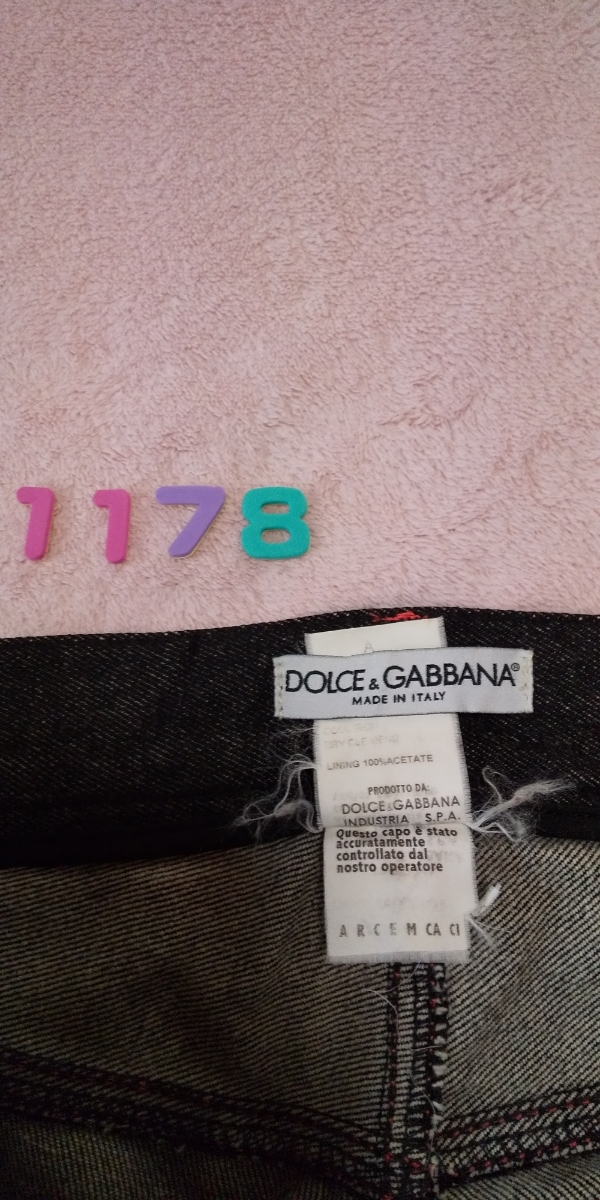 1178
A
DOLCE & GABBANA®
MADE IN ITALY
LINING 100% ACETATE
PRODOTTO DA:
DOLCE & GABBANA
INDUSTRIA S.P.A.
Questo capo è stato
accuratamente
controllato dal
nostro operatore
A R C E M CA CI